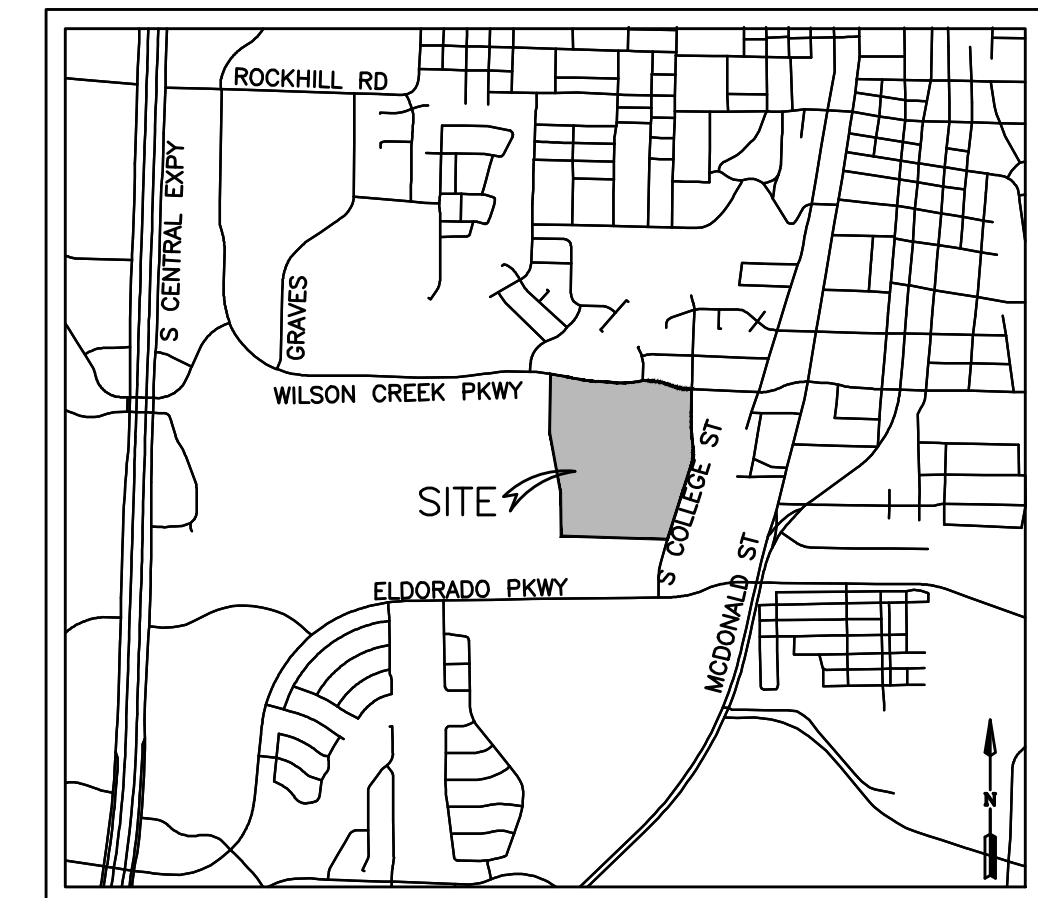 ROCKHILL RD
S CENTRAL EXPY
GRAVES
WILSON CREEK PKWY
SITE
S COLLEGE ST
ELDORADO PKWY
MCDONALD ST
N